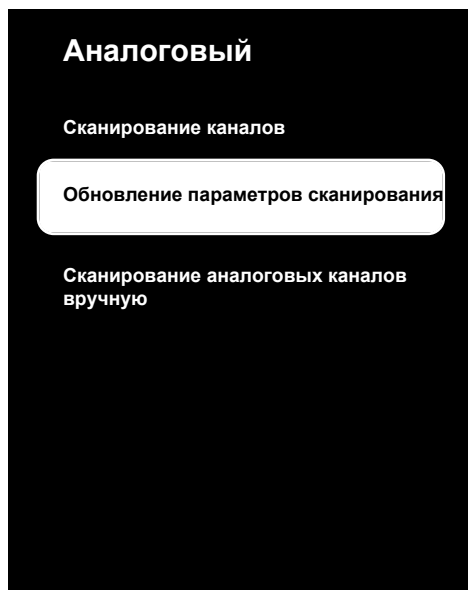 Аналоговый
Сканирование каналов
Обновление параметров сканирования
Сканирование аналоговых каналов
вручную